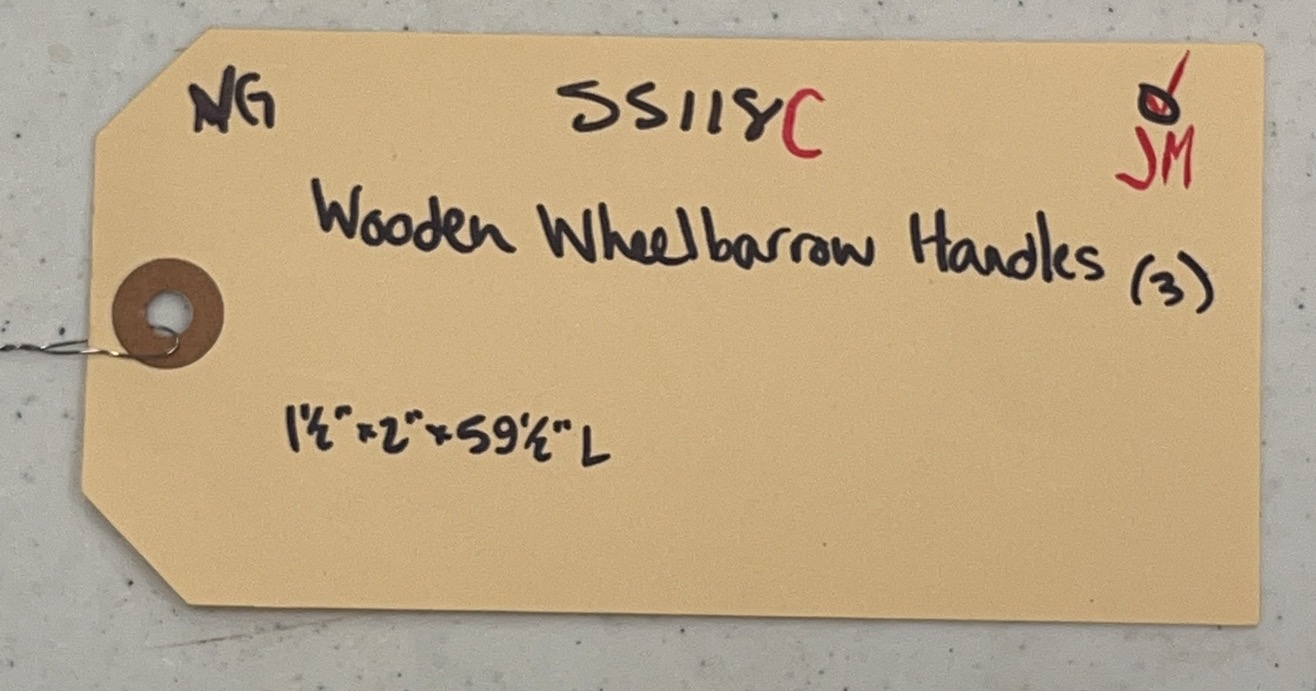 NG SS118C
JM
Wooden Wheelbarrow Handles (3)
1½" x 2" x 59½" L